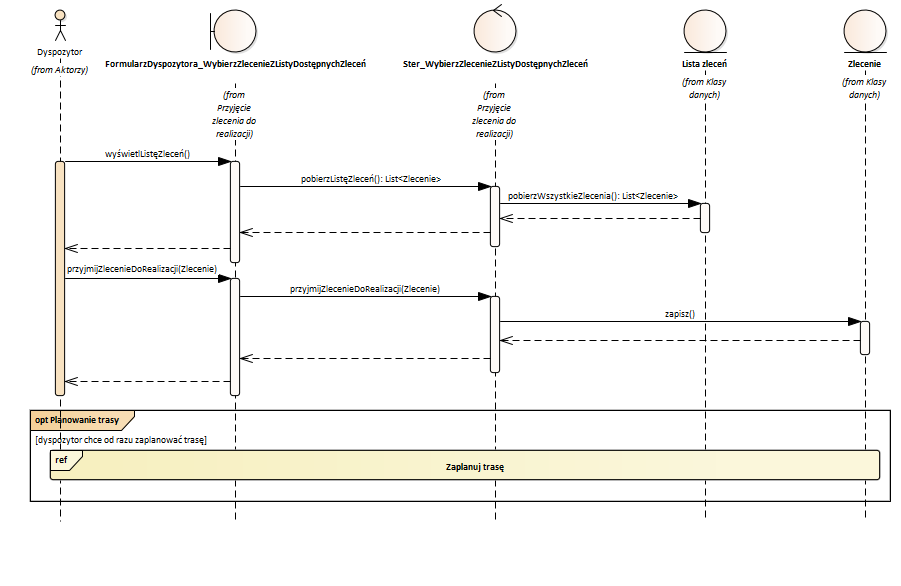 Dyspozytor
(from Aktorzy)
FormularzDyspozytora_WybierzZlecenieZListyDostępnychZleceń
(from
Przyjęcie
zlecenia do
realizacji)
Ster_WybierzZlecenieZListyDostępnychZleceń
(from
Przyjęcie
zlecenia do
realizacji)
Lista zleceń
(from Klasy
danych)
Zlecenie
(from Klasy
danych)
wyświetlListęZleceń()
pobierzListęZleceń(): List<Zlecenie>
pobierzWszystkieZlecenia(): List<Zlecenie>
przyjmijZlecenieDoRealizacji(Zlecenie)
przyjmijZlecenieDoRealizacji(Zlecenie)
zapisz()
opt Planowanie trasy
[dyspozytor chce od razu zaplanować trasę]
ref
Zaplanuj trasę